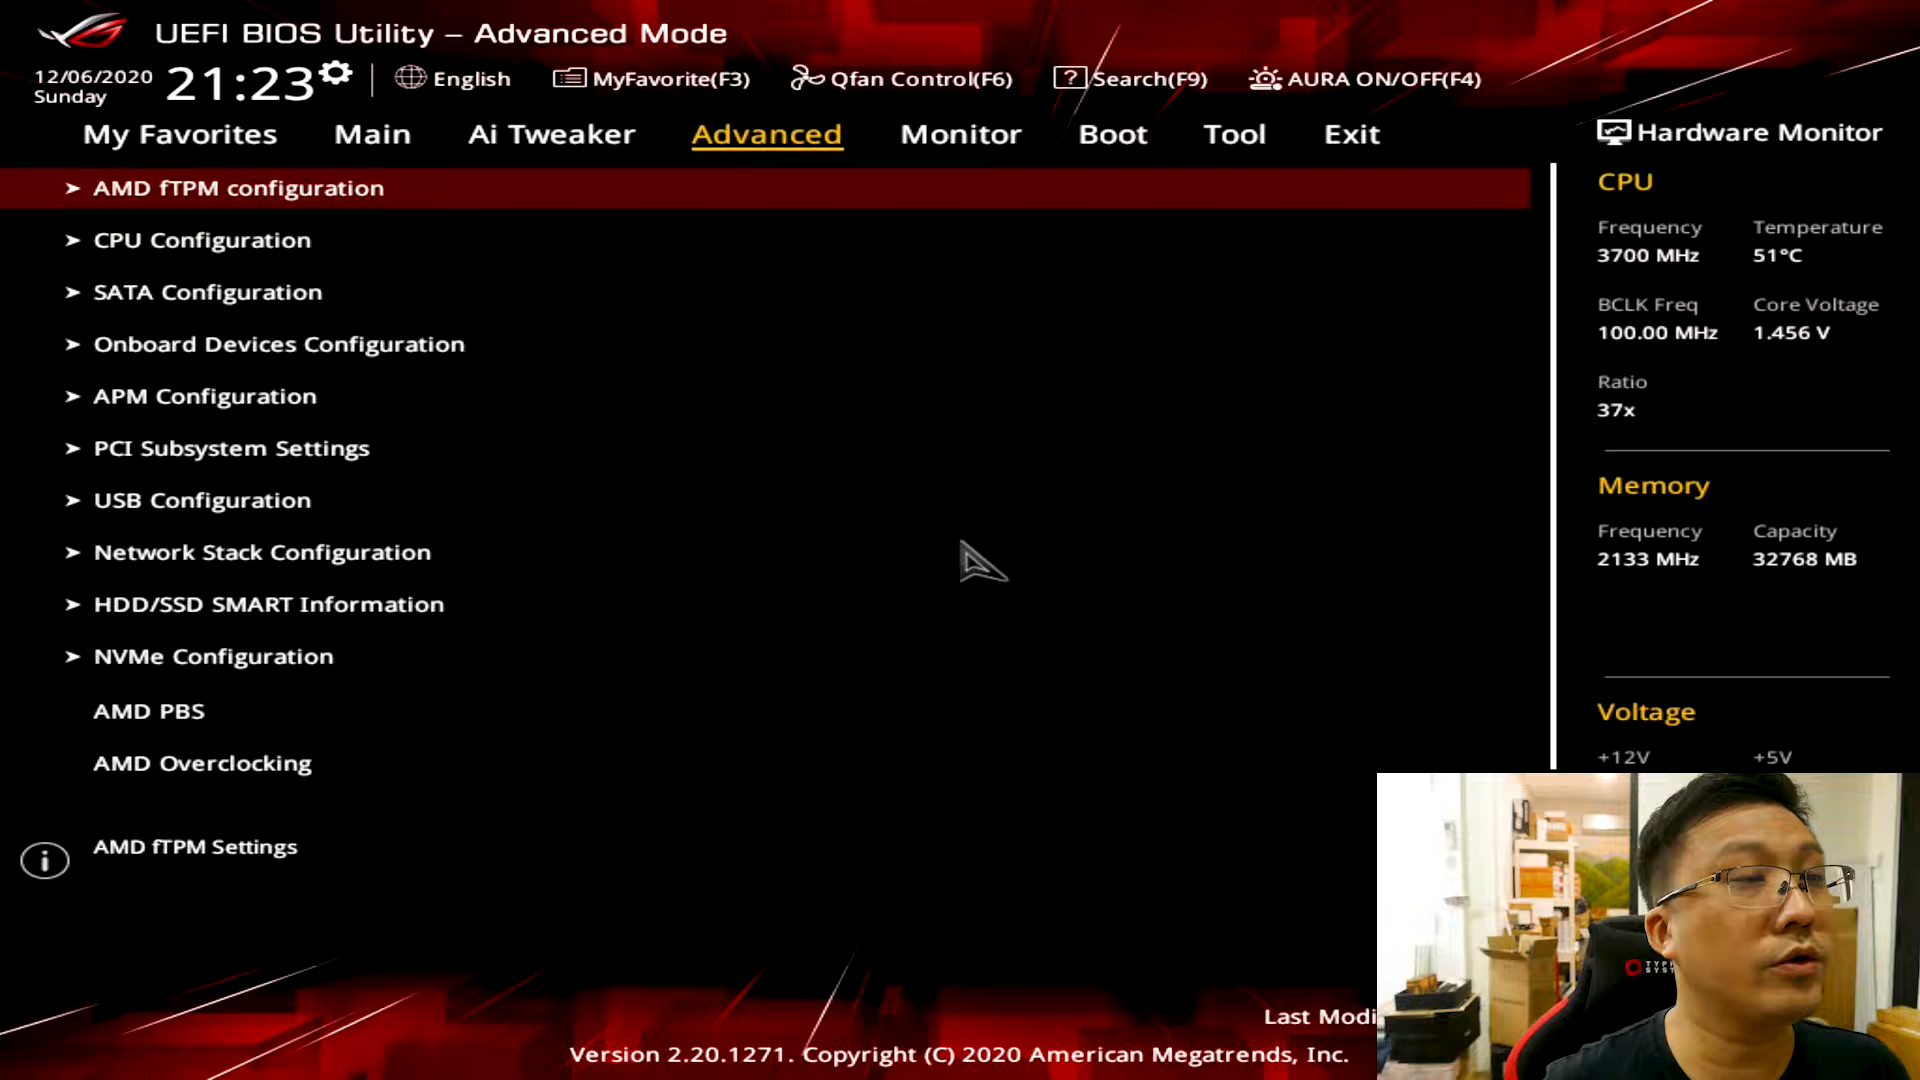 UEFI BIOS Utility – Advanced Mode
12/06/2020
Sunday
21:23
English
MyFavorite(F3)
Qfan Control(F6)
Search(F9)
AURA ON/OFF(F4)
My Favorites
Main
Ai Tweaker
Advanced
Monitor
Boot
Tool
Exit
Hardware Monitor
AMD fTPM configuration
CPU Configuration
SATA Configuration
Onboard Devices Configuration
APM Configuration
PCI Subsystem Settings
USB Configuration
Network Stack Configuration
HDD/SSD SMART Information
NVMe Configuration
AMD PBS
AMD Overclocking
AMD fTPM Settings
CPU
Frequency Temperature
3700 MHz 51°C
BCLK Freq Core Voltage
100.00 MHz 1.456 V
Ratio
37x
Memory
Frequency Capacity
2133 MHz 32768 MB
Voltage
+12V +5V
Last Modi
Version 2.20.1271. Copyright (C) 2020 American Megatrends, Inc.